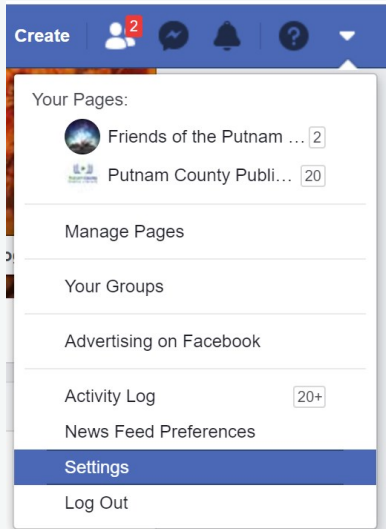 Create 2
Your Pages:
Friends of the Putnam ... 2
Putnam County Publi... 20
Manage Pages
Your Groups
Advertising on Facebook
Activity Log 20+
News Feed Preferences
Settings
Log Out